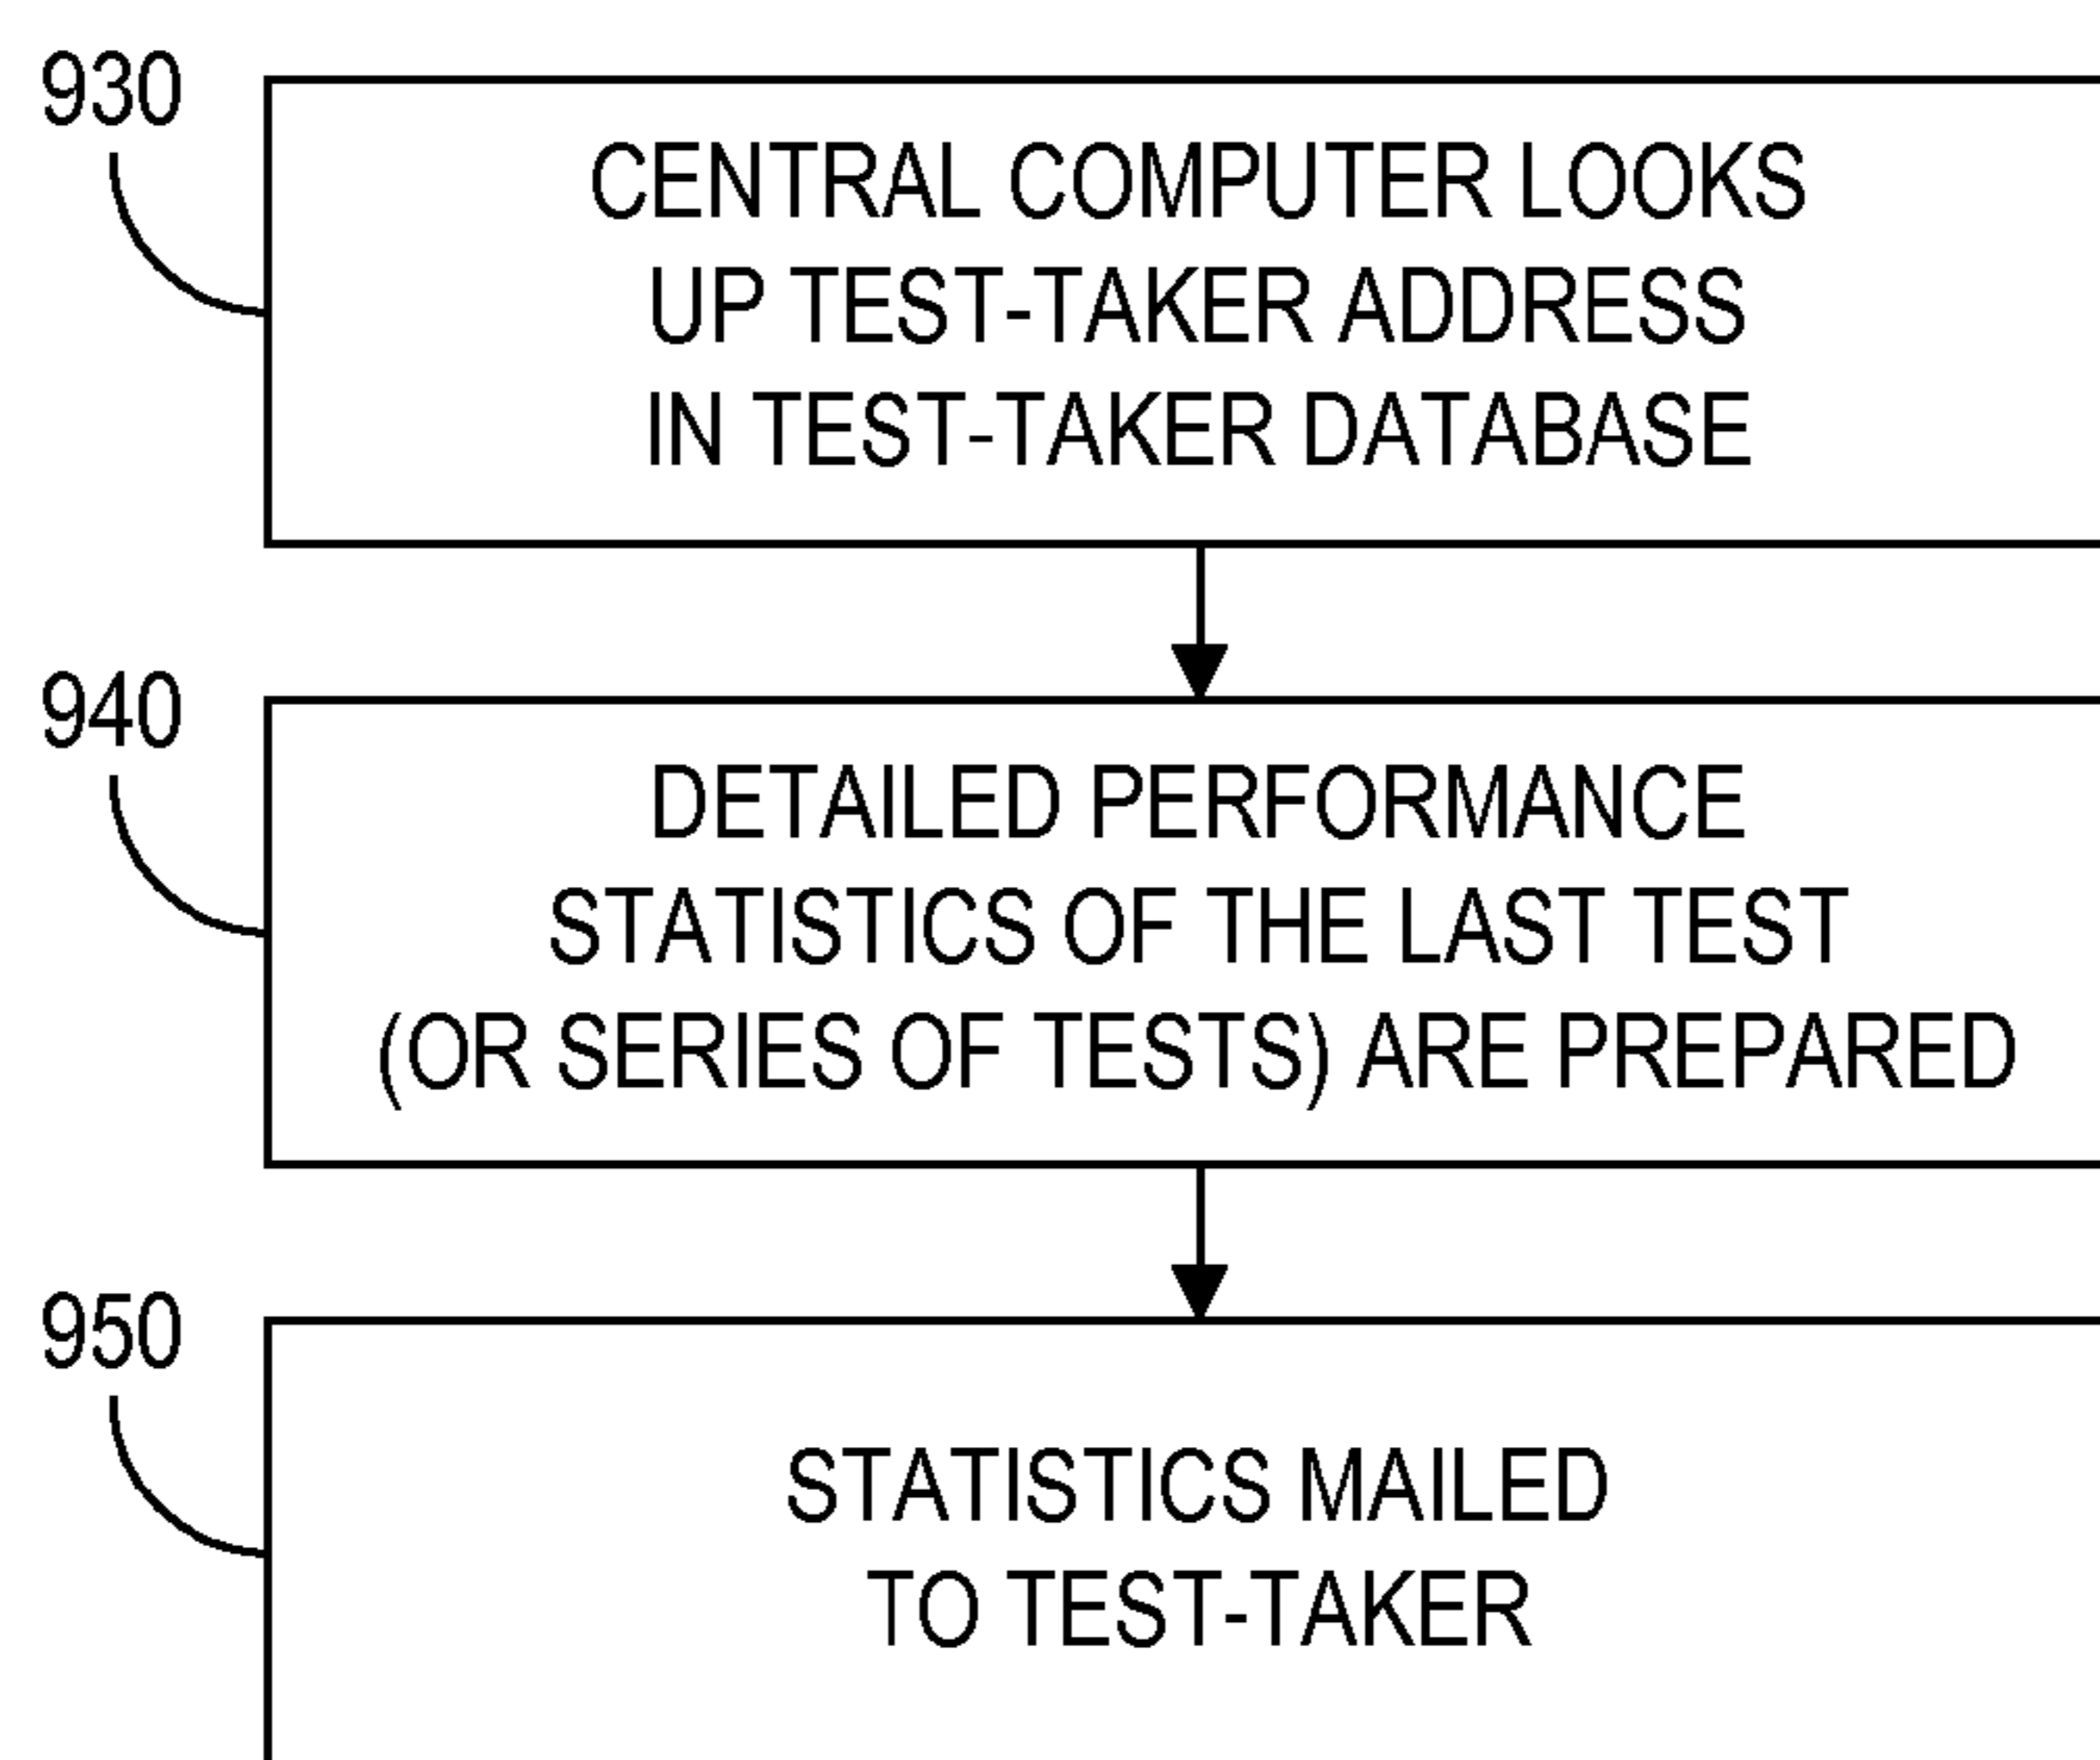 930
CENTRAL COMPUTER LOOKS
UP TEST-TAKER ADDRESS
IN TEST-TAKER DATABASE
940
DETAILED PERFORMANCE
STATISTICS OF THE LAST TEST
(OR SERIES OF TESTS) ARE PREPARED
950
STATISTICS MAILED
TO TEST-TAKER